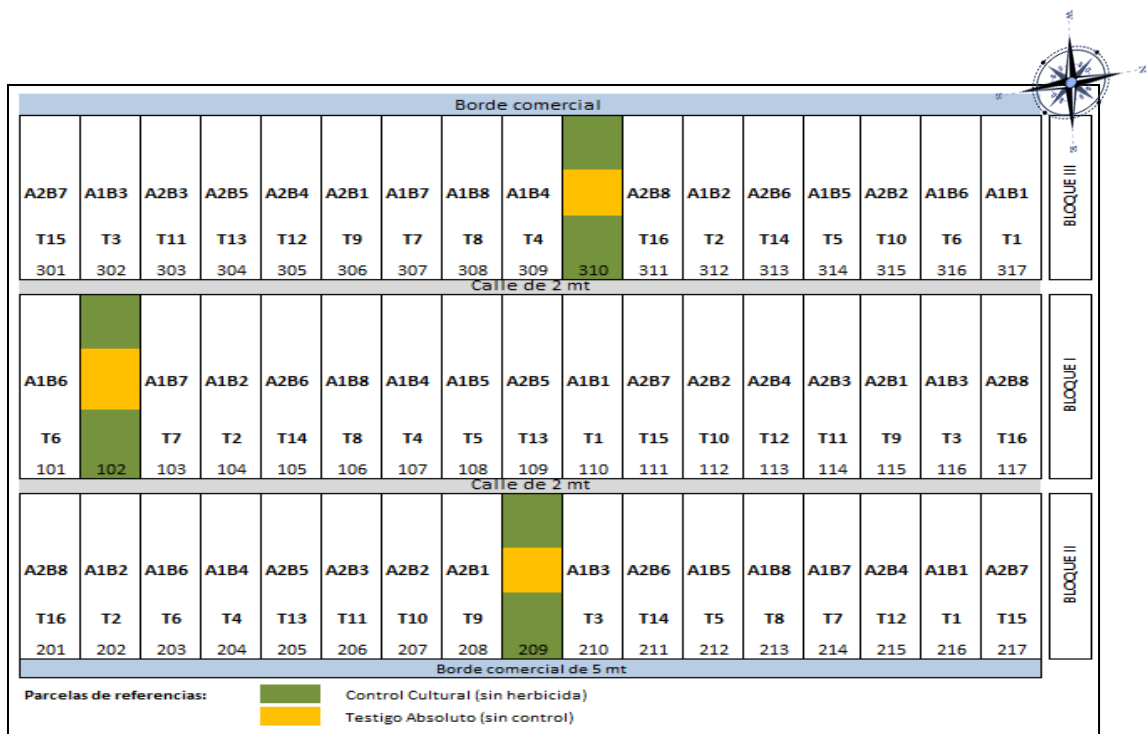 W
N
S
E
Borde comercial
A2B7 A1B3 A2B3 A2B5 A2B4 A2B1 A1B7 A1B8 A1B4 A2B8 A1B2 A2B6 A1B5 A2B2 A1B6 A1B1
T15 T3 T11 T13 T12 T9 T7 T8 T4 T16 T2 T14 T5 T10 T6 T1
301 302 303 304 305 306 307 308 309 310 311 312 313 314 315 316 317
BLOQUE III
Calle de 2 mt
A1B6 A1B7 A1B2 A2B6 A1B8 A1B4 A1B5 A2B5 A1B1 A2B7 A2B2 A2B4 A2B3 A2B1 A1B3 A2B8
T6 T7 T2 T14 T8 T4 T5 T13 T1 T15 T10 T12 T11 T9 T3 T16
101 102 103 104 105 106 107 108 109 110 111 112 113 114 115 116 117
BLOQUE I
Calle de 2 mt
A2B8 A1B2 A1B6 A1B4 A2B5 A2B3 A2B2 A2B1 A1B3 A2B6 A1B5 A1B8 A1B7 A2B4 A1B1 A2B7
T16 T2 T6 T4 T13 T11 T10 T9 T3 T14 T5 T8 T7 T12 T1 T15
201 202 203 204 205 206 207 208 209 210 211 212 213 214 215 216 217
BLOQUE II
Borde comercial de 5 mt
Parcelas de referencias:
Control Cultural (sin herbicida)
Testigo Absoluto (sin control)